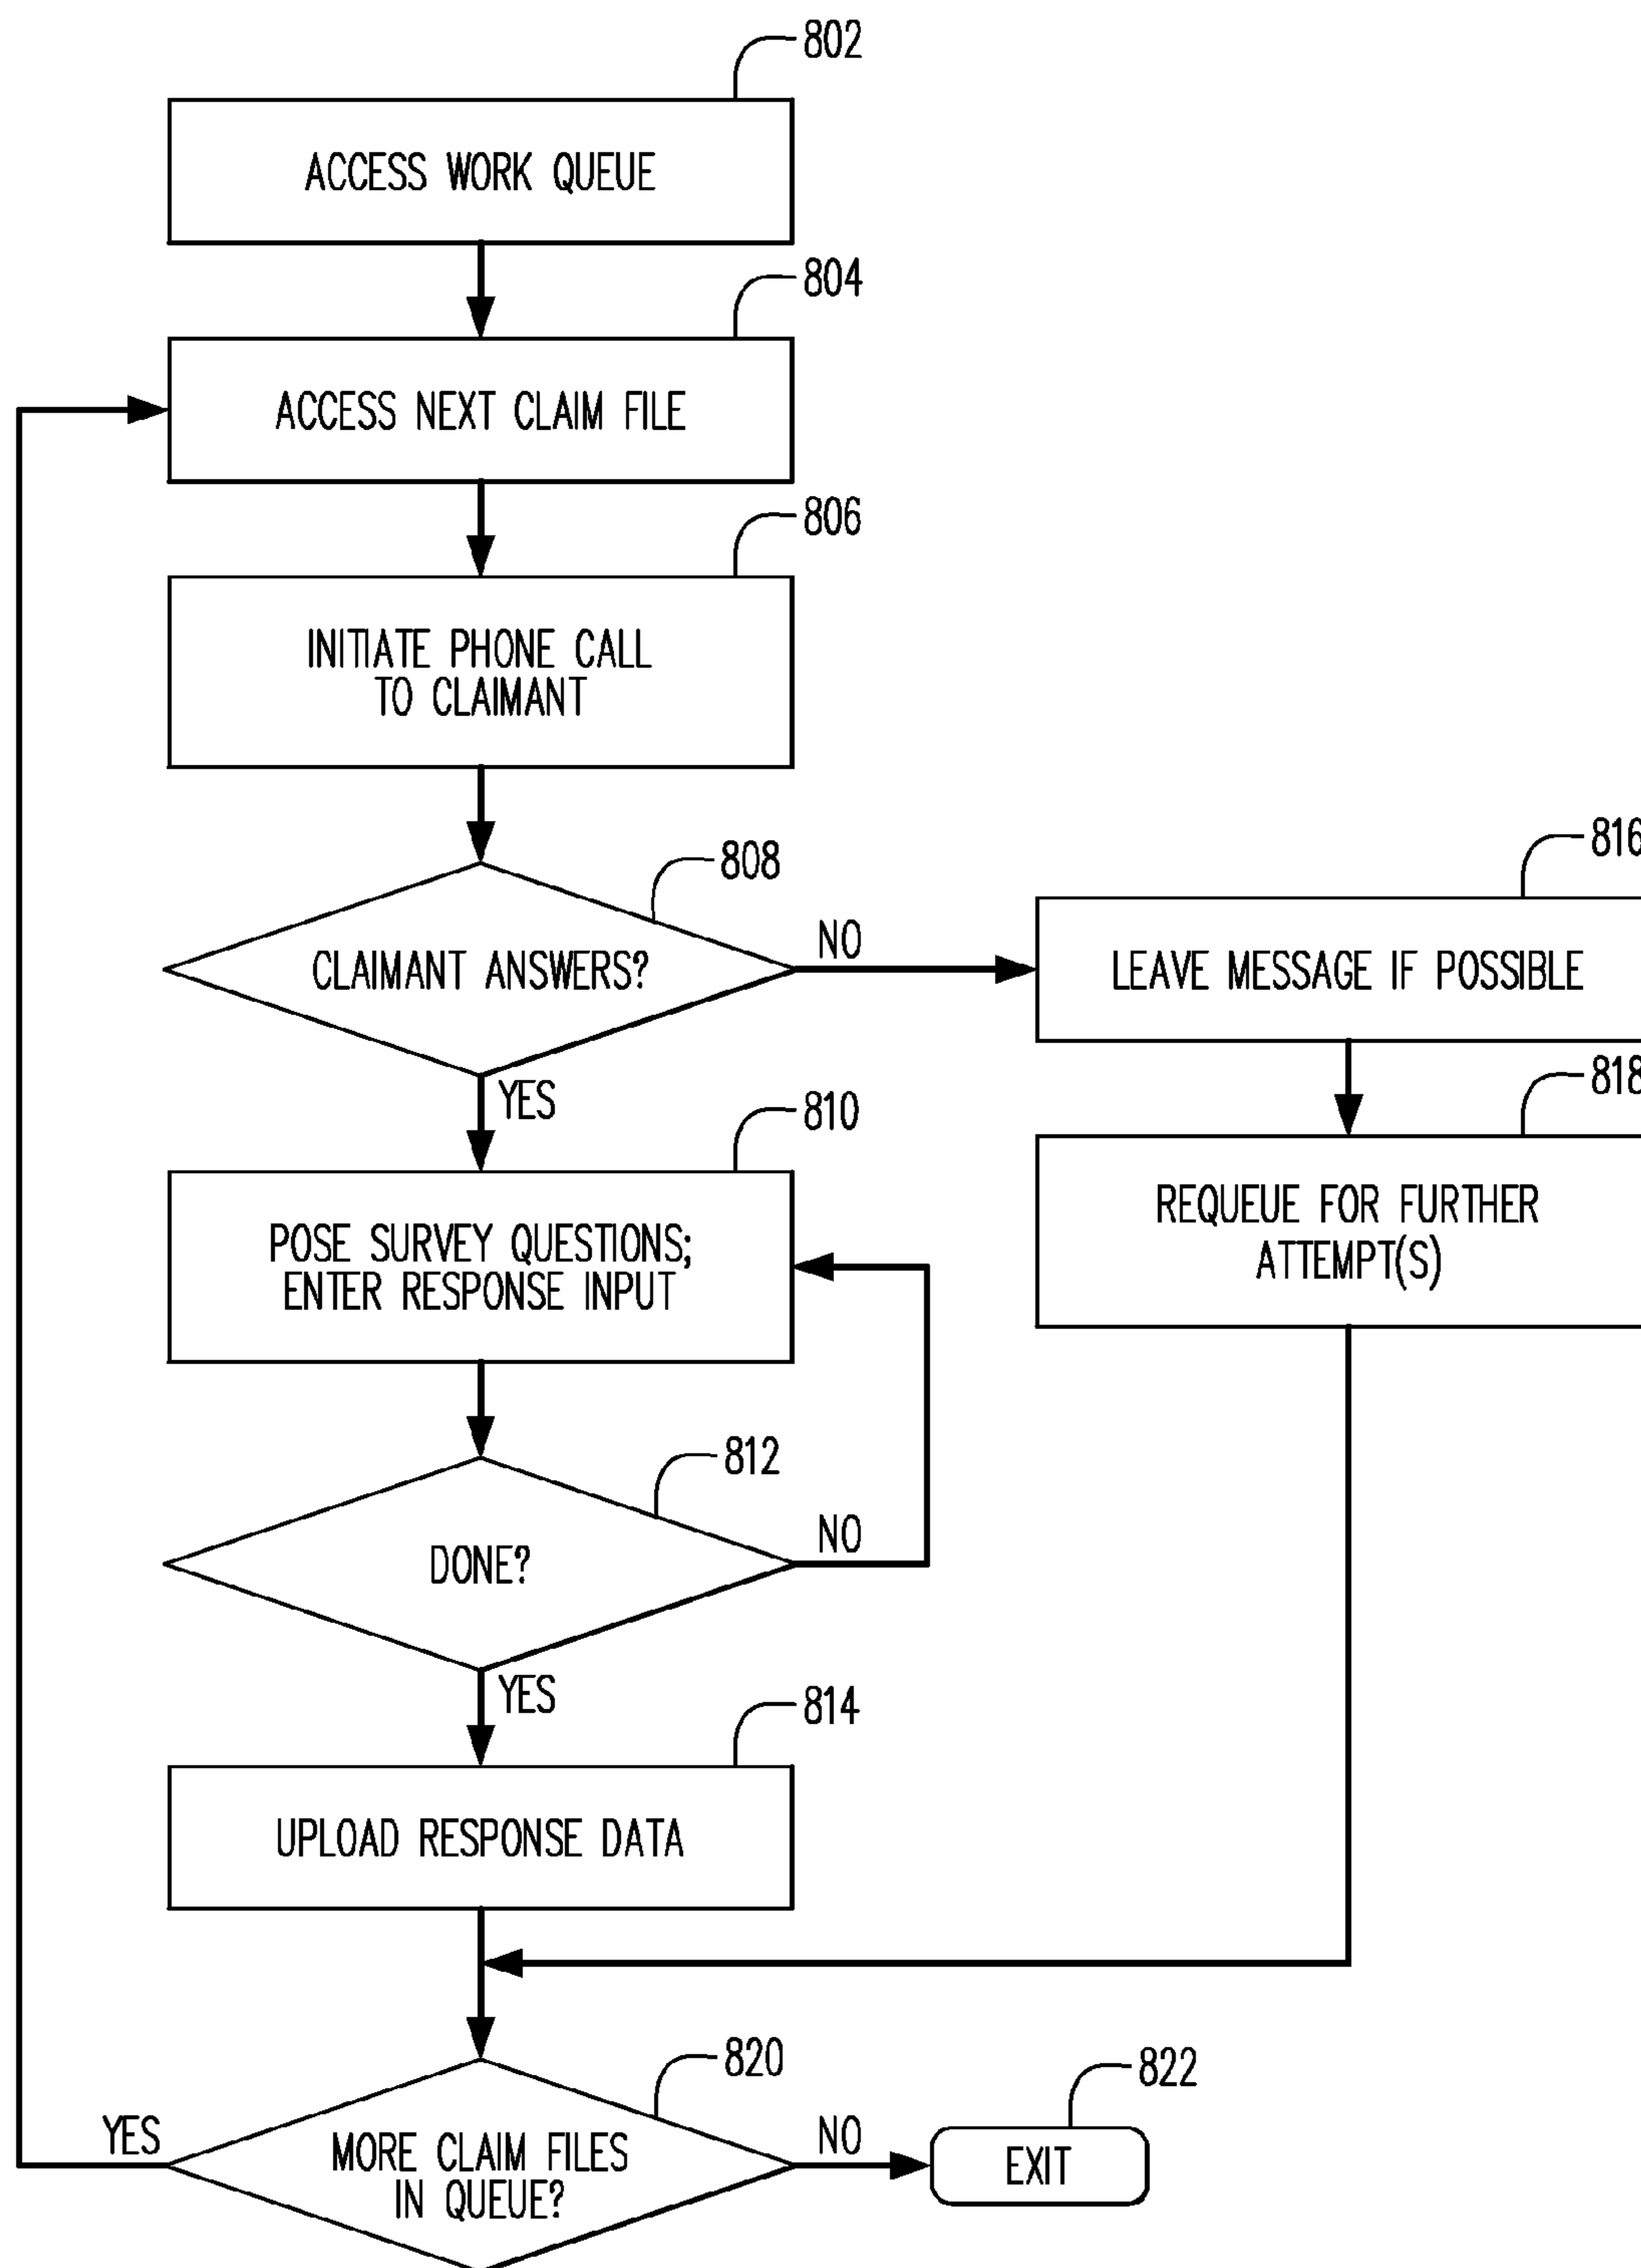 802
ACCESS WORK QUEUE
804
ACCESS NEXT CLAIM FILE
806
INITIATE PHONE CALL
TO CLAIMANT
808
CLAIMANT ANSWERS?
NO
816
LEAVE MESSAGE IF POSSIBLE
YES
818
REQUEUE FOR FURTHER
ATTEMPT(S)
810
POSE SURVEY QUESTIONS;
ENTER RESPONSE INPUT
812
DONE?
NO
YES
814
UPLOAD RESPONSE DATA
820
MORE CLAIM FILES
IN QUEUE?
YES
NO
822
EXIT